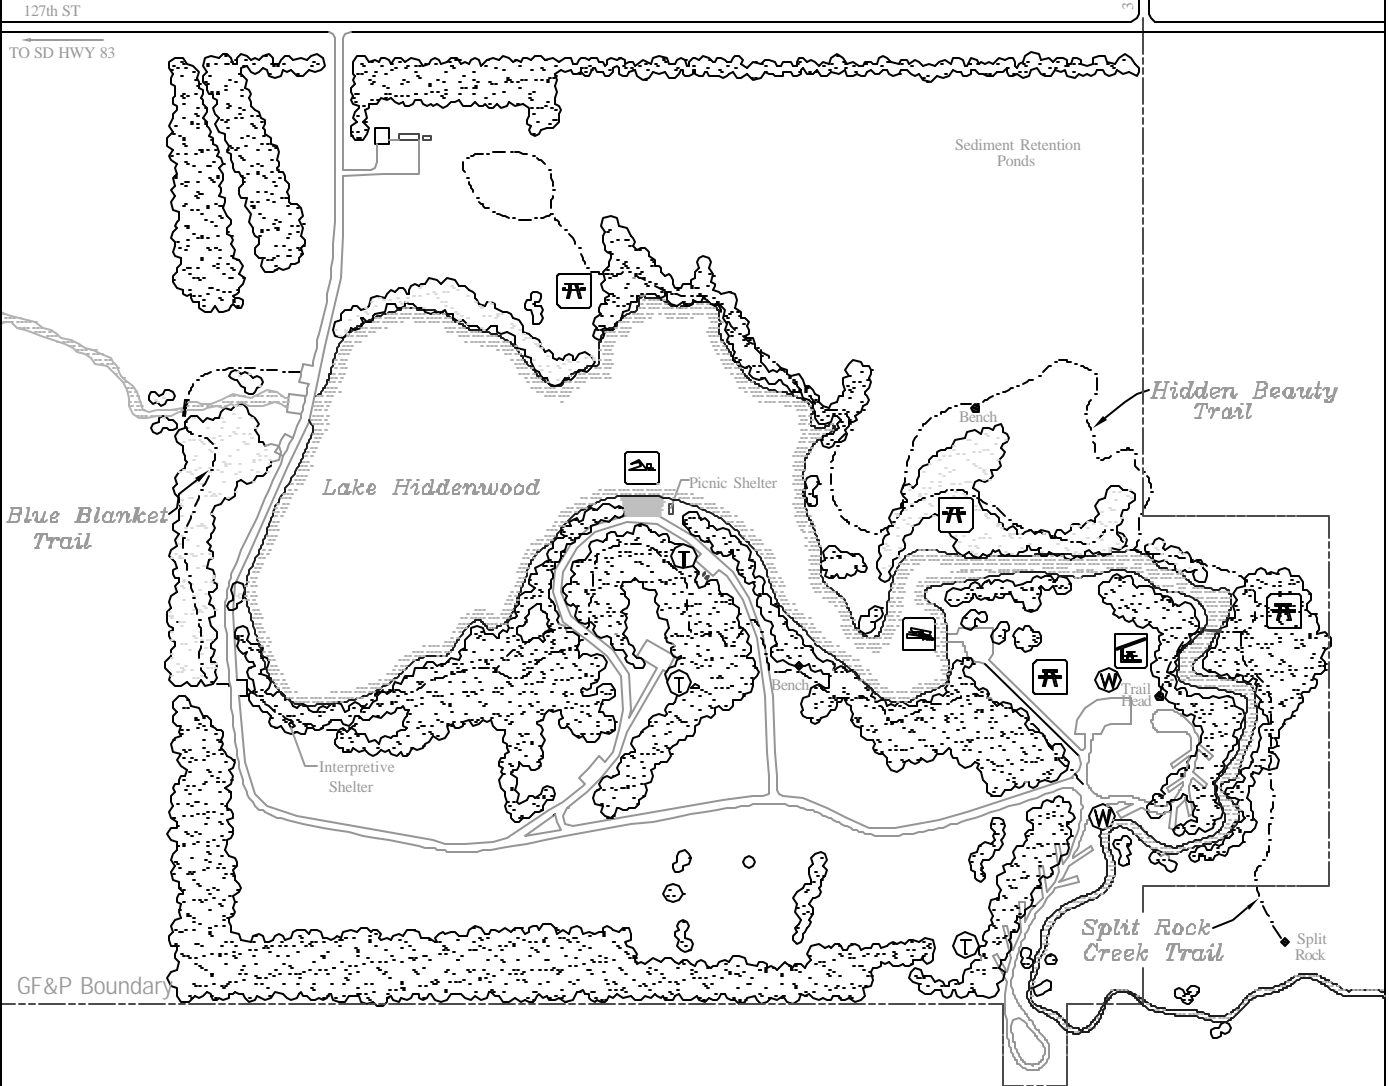 127th ST
3
TO SD HWY 83
Sediment Retention
Ponds
Hidden Beauty
Trail
Bench
Lake Hiddenwood
Picnic Shelter
Blue Blanket
Trail
T
T
Bench
W
Trail
Head
Interpretive
Shelter
W
Split Rock
Creek Trail
T
Split
Rock
GF&P Boundary